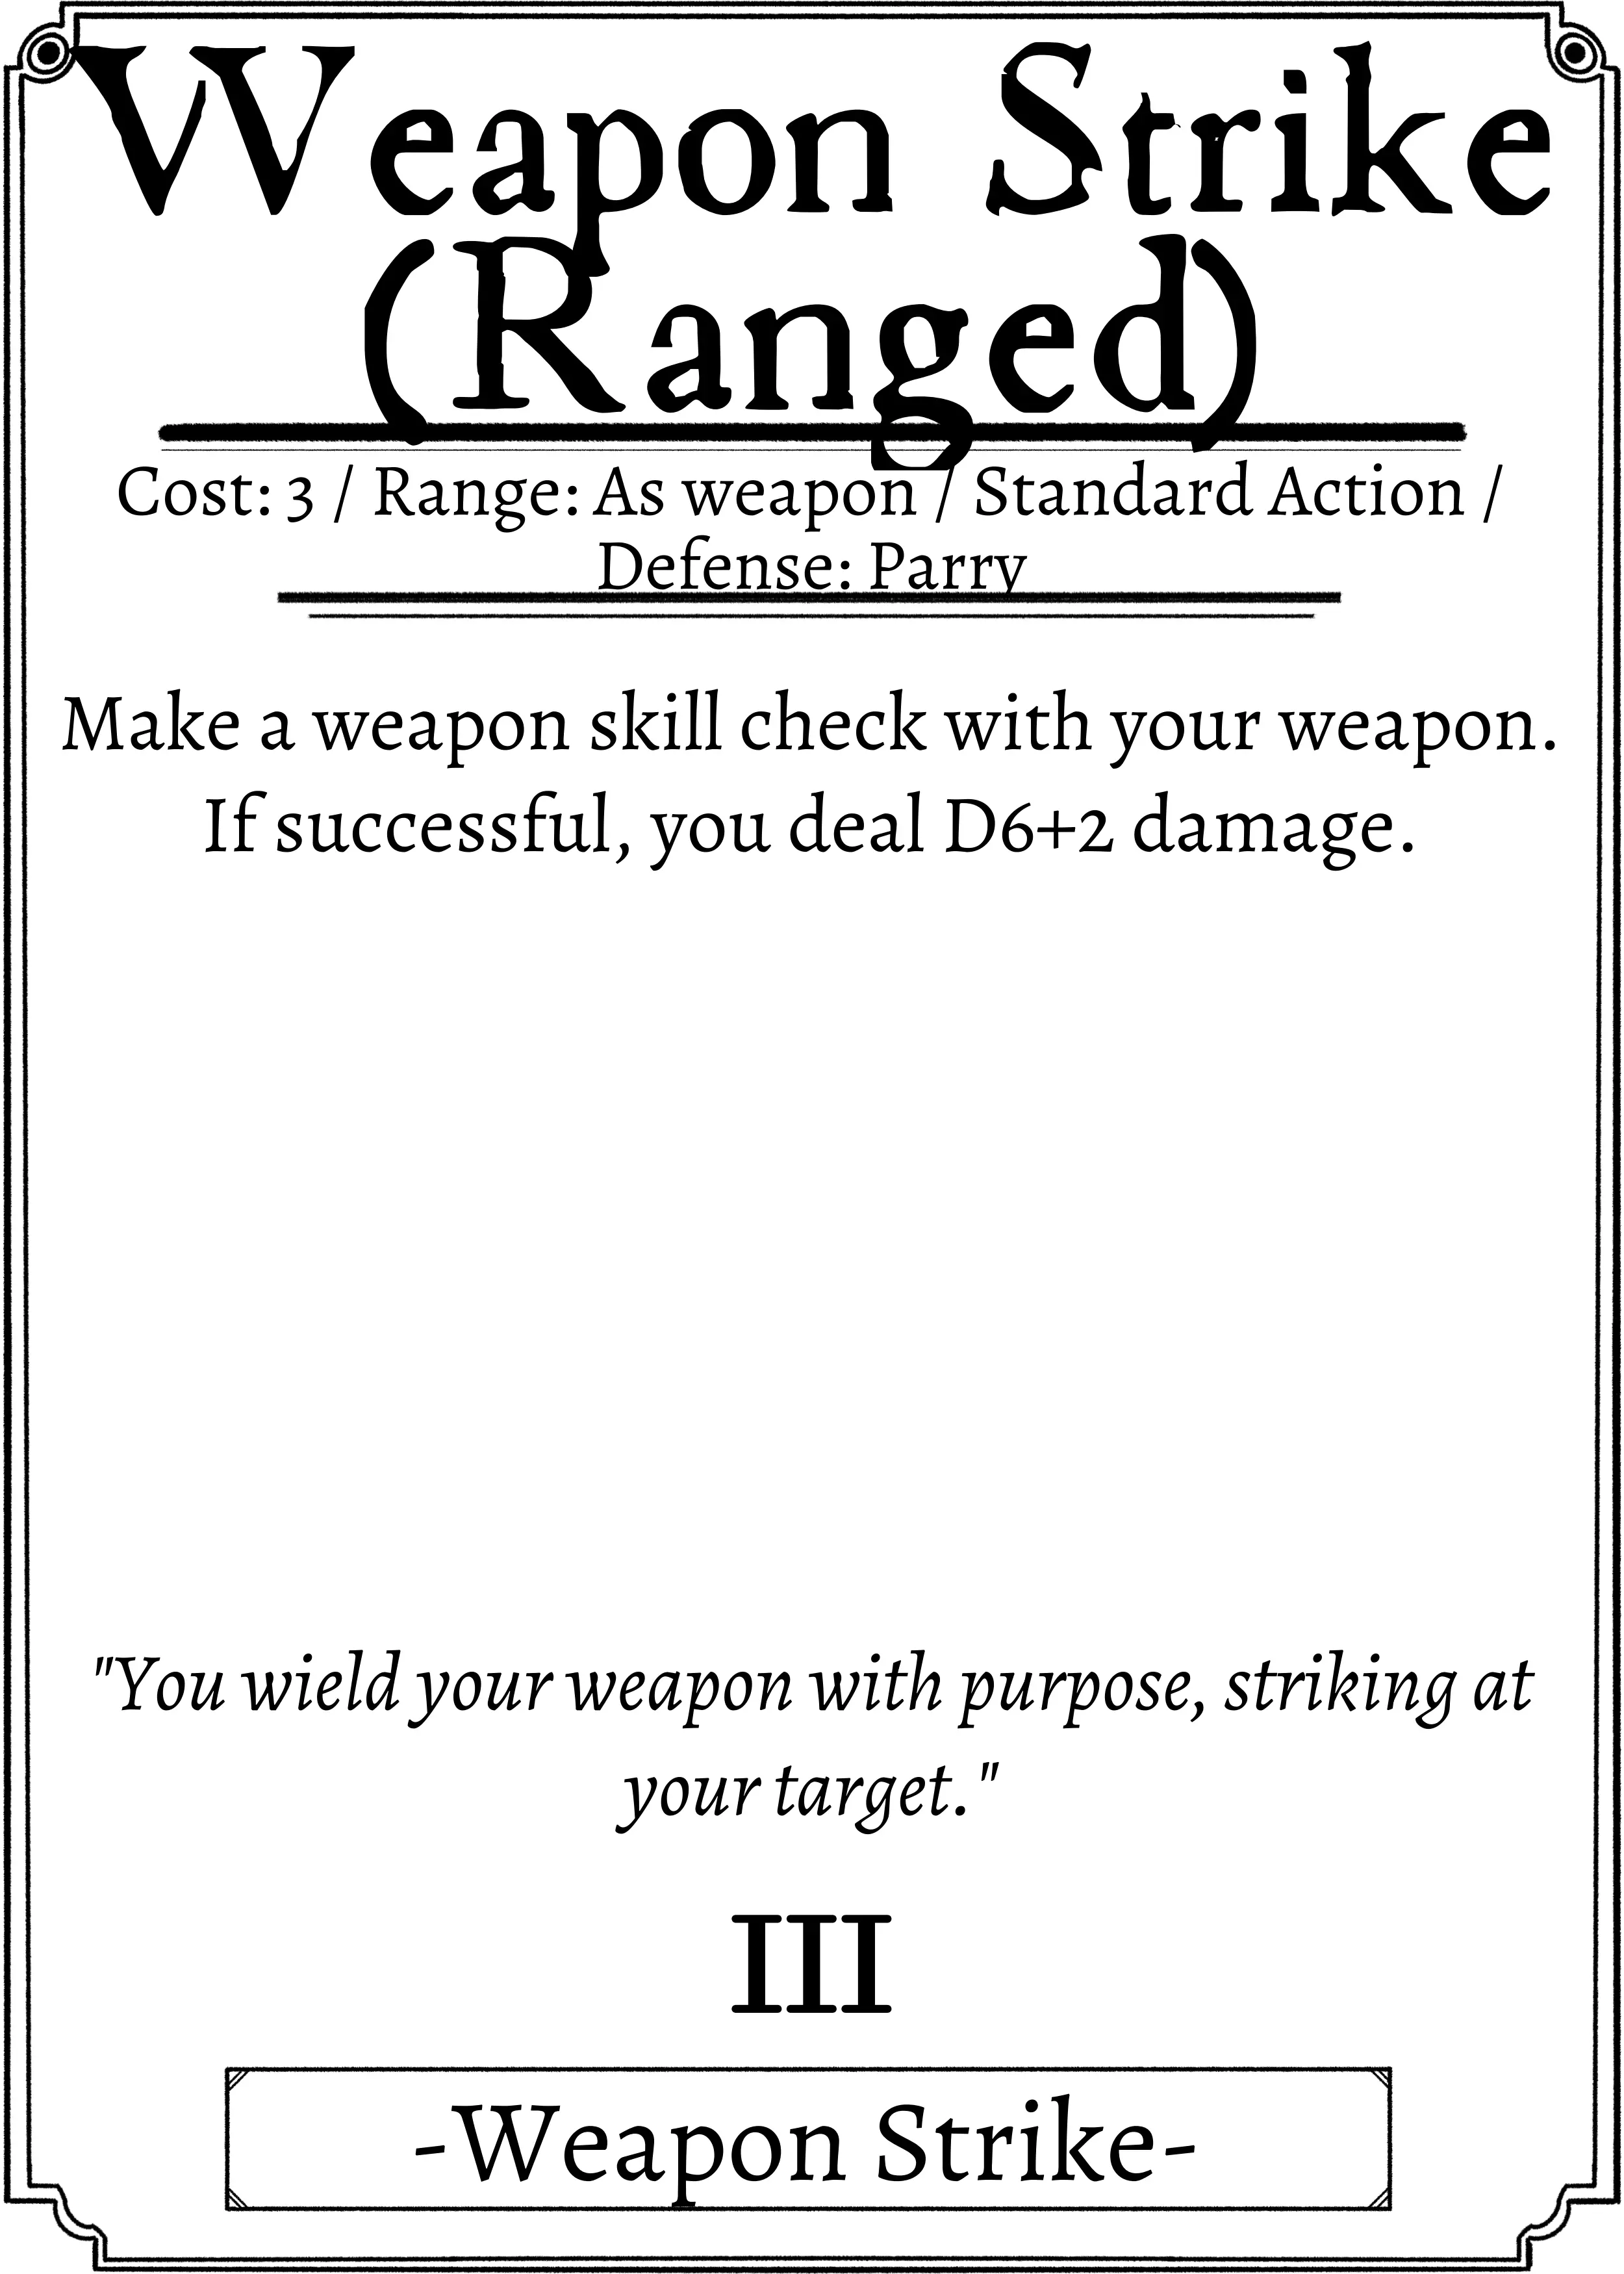 Weapon Strike
(Ranged)
Cost: 3 / Range: As weapon / Standard Action /
Defense: Parry
Make a weapon skill check with your weapon.
If successful, you deal D6+2 damage.
"You wield your weapon with purpose, striking at
your target."
III
-Weapon Strike-